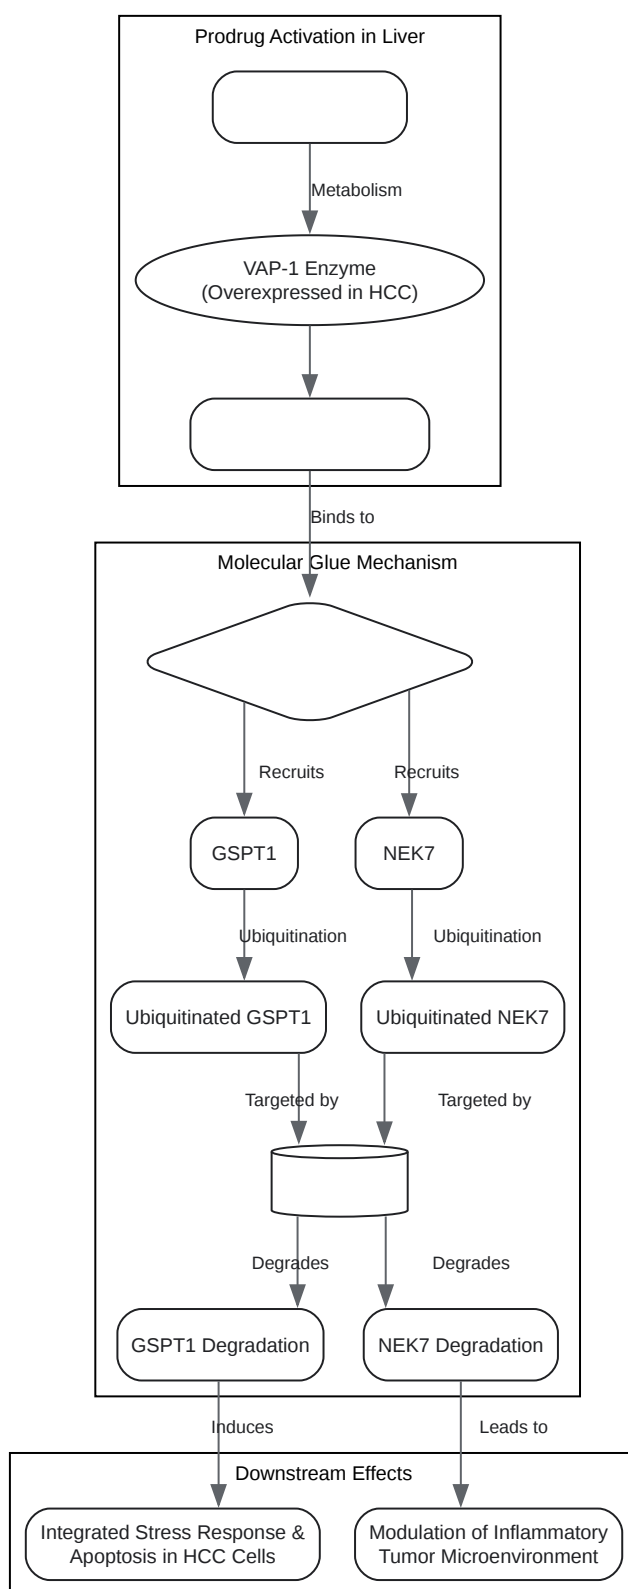 Prodrug Activation in Liver
Metabolism
VAP-1 Enzyme
(Overexpressed in HCC)
Binds to
Molecular Glue Mechanism
Recruits
Recruits
GSPT1
NEK7
Ubiquitination
Ubiquitination
Ubiquitinated GSPT1
Ubiquitinated NEK7
Targeted by
Targeted by
Degrades
Degrades
GSPT1 Degradation
NEK7 Degradation
Induces
Leads to
Downstream Effects
Integrated Stress Response &
Apoptosis in HCC Cells
Modulation of Inflammatory
Tumor Microenvironment